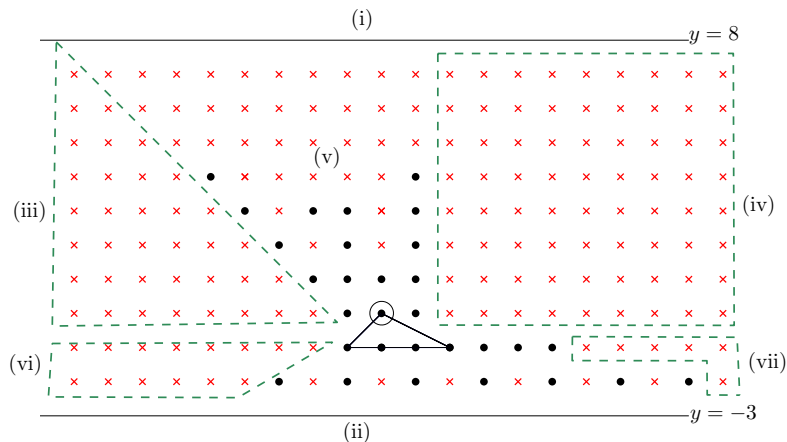 (i)
y = 8
(v)
(iii)
(iv)
(vi)
(vii)
y = −3
(ii)